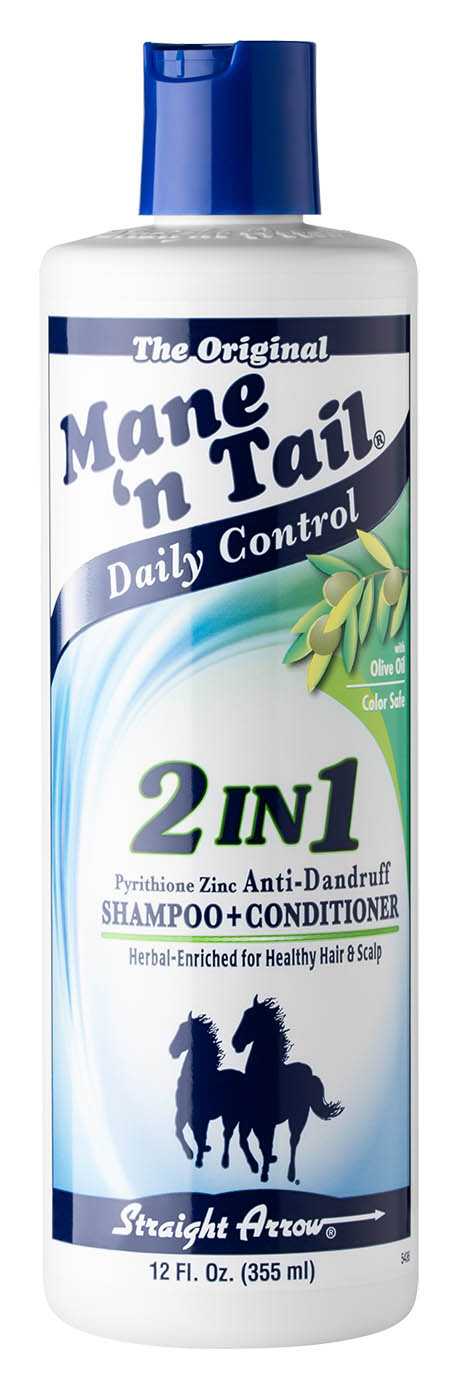 The Original
Mane
'n Tail®
Daily Control
with
Olive Oil
Color Safe
2 IN 1
Pyrithione Zinc Anti-Dandruff
SHAMPOO+CONDITIONER
Herbal-Enriched for Healthy Hair & Scalp
Straight Arrow®
12 Fl. Oz. (355 ml)